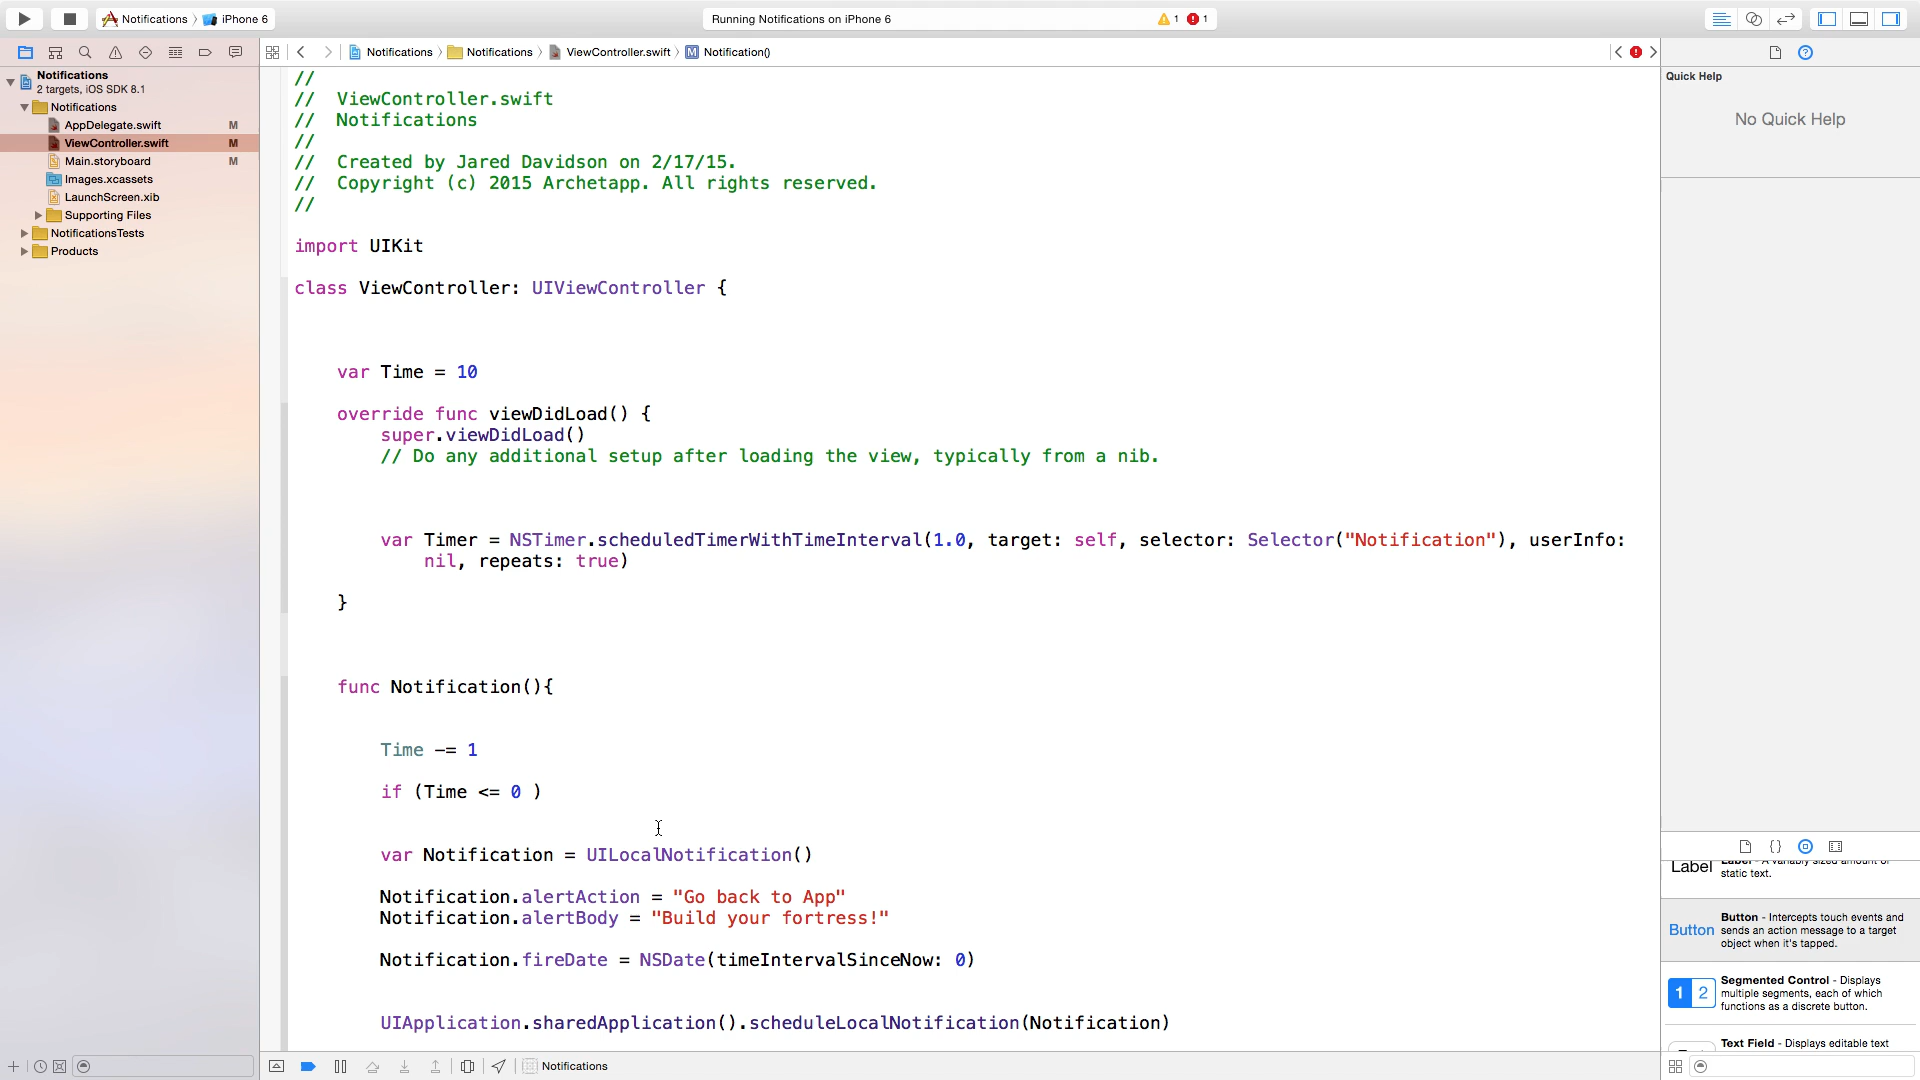 Notifications
iPhone 6
Running Notifications on iPhone 6
1
1
Notifications
Notifications
ViewController.swift
M
Notification()
Notifications
2 targets, iOS SDK 8.1
Notifications
AppDelegate.swift
M
ViewController.swift
M
Main.storyboard
M
Images.xcassets
LaunchScreen.xib
Supporting Files
NotificationsTests
Products
//
//  ViewController.swift
//  Notifications
//
//  Created by Jared Davidson on 2/17/15.
//  Copyright (c) 2015 Archetapp. All rights reserved.
//
import UIKit
class ViewController: UIViewController {
var Time = 10
override func viewDidLoad() {
super.viewDidLoad()
// Do any additional setup after loading the view, typically from a nib.
var Timer = NSTimer.scheduledTimerWithTimeInterval(1.0, target: self, selector: Selector("Notification"), userInfo:
nil, repeats: true)
}
func Notification(){
Time -= 1
if (Time <= 0 )
var Notification = UILocalNotification()
Notification.alertAction = "Go back to App"
Notification.alertBody = "Build your fortress!"
Notification.fireDate = NSDate(timeIntervalSinceNow: 0)
UIApplication.sharedApplication().scheduleLocalNotification(Notification)
Notifications
Quick Help
No Quick Help
{}
Label
Label - A variably sized amount of
static text.
Button
Button - Intercepts touch events and
sends an action message to a target
object when it's tapped.
1 2
Segmented Control - Displays
multiple segments, each of which
functions as a discrete button.
Text Field - Displays editable text